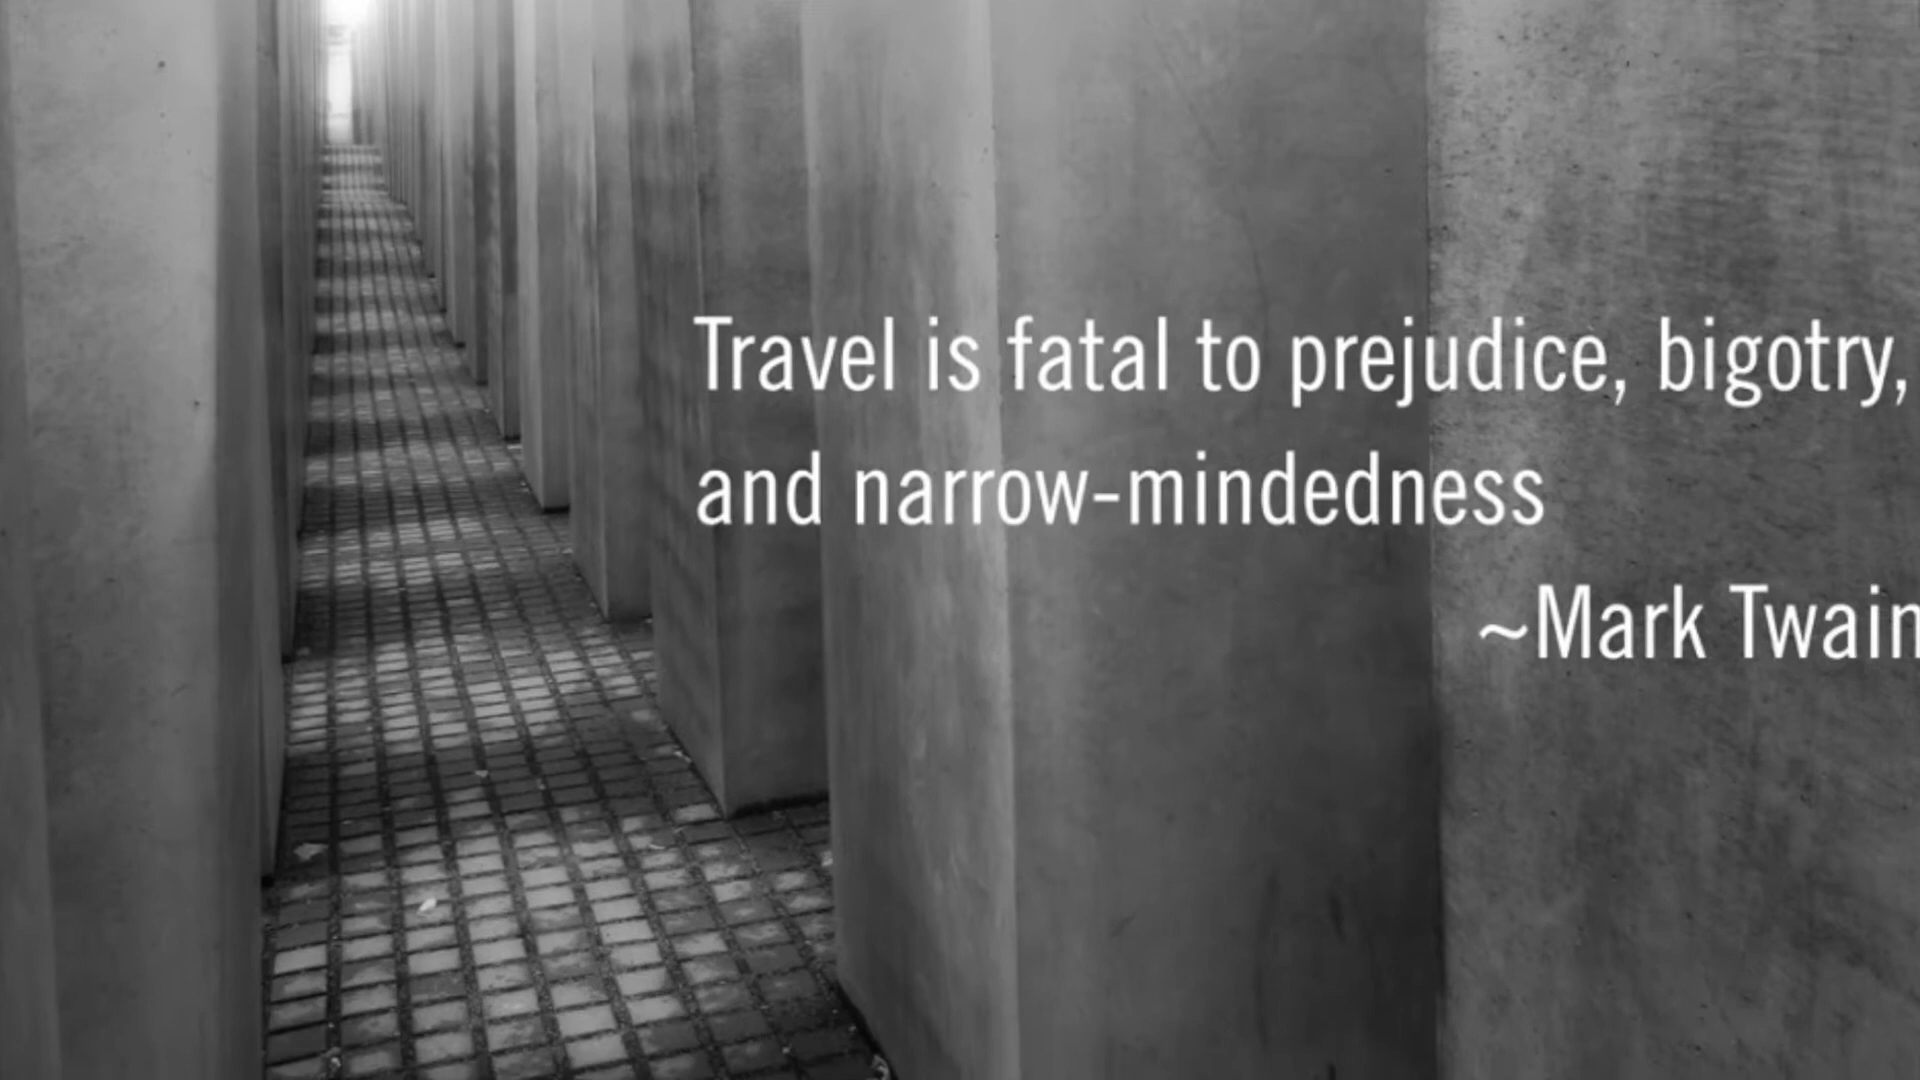 Travel is fatal to prejudice, bigotry,
and narrow-mindedness
~Mark Twain